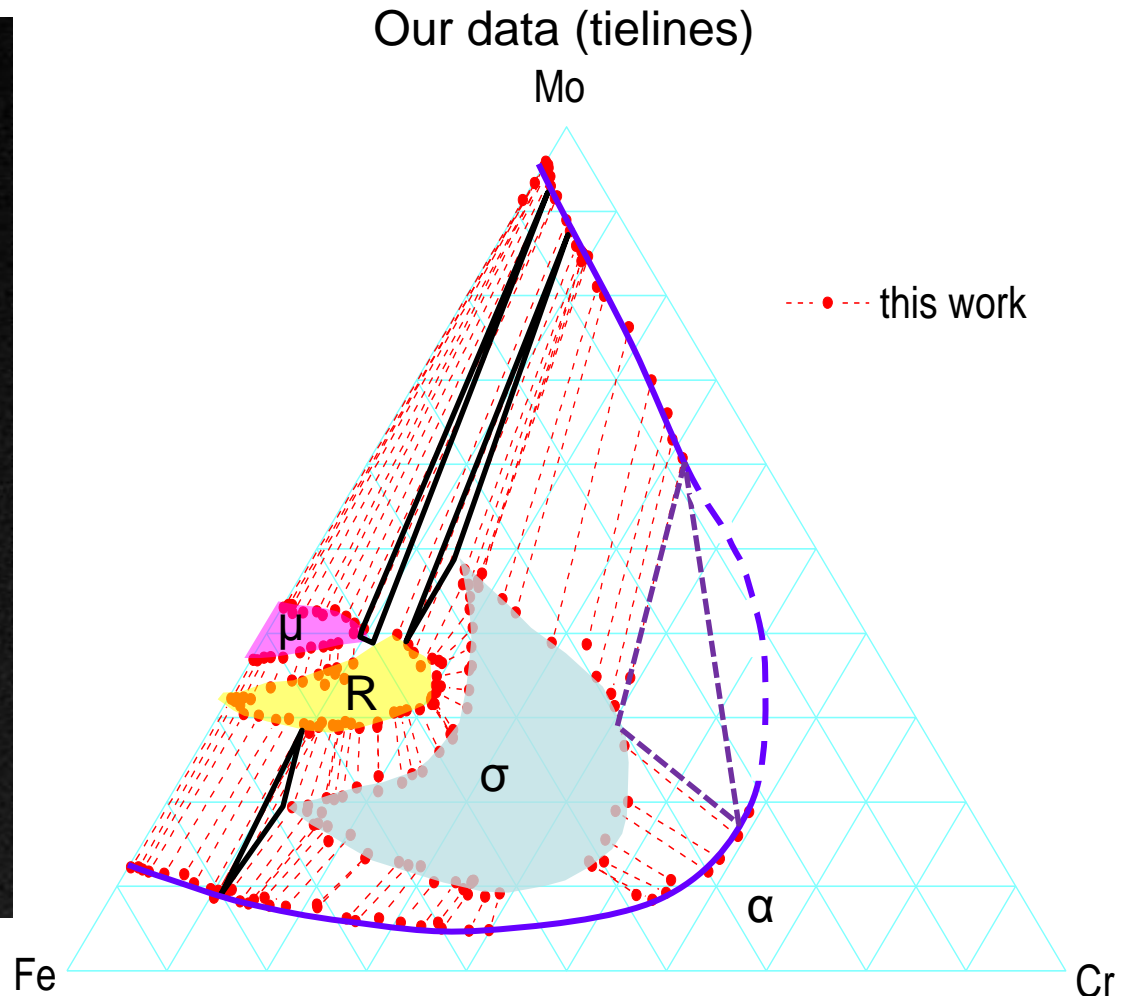 Our data (tielines)
Mo
this work
μ
R
σ
α
Fe
Cr